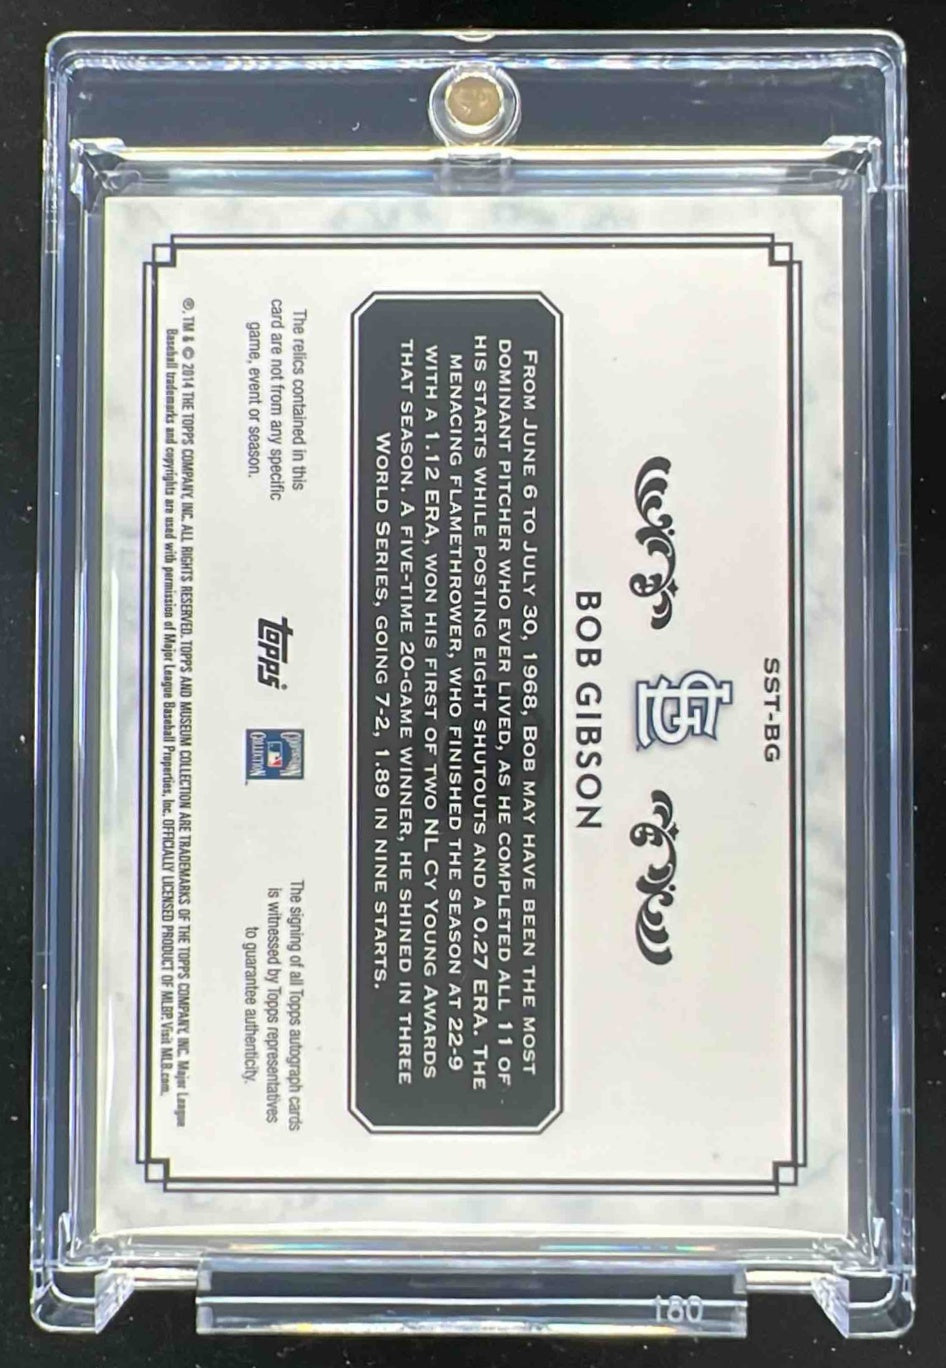 SST-BG
STL
BOB GIBSON
FROM JUNE 6 TO JULY 30, 1968, BOB MAY HAVE BEEN THE MOST
DOMINANT PITCHER WHO EVER LIVED, AS HE COMPLETED ALL 11 OF
HIS STARTS WHILE POSTING EIGHT SHUTOUTS AND A 0.27 ERA. THE
MENACING FLAMETHROWER, WHO FINISHED THE SEASON AT 22-9
WITH A 1.12 ERA, WON HIS FIRST OF TWO NL CY YOUNG AWARDS
THAT SEASON. A FIVE-TIME 20-GAME WINNER, HE SHINED IN THREE
WORLD SERIES, GOING 7-2, 1.89 IN NINE STARTS.
The relics contained in this
card are not from any specific
game, event or season.
topps
COOPERSTOWN
COLLECTION
The signing of all Topps autograph cards
is witnessed by Topps representatives
to guarantee authenticity.
®, TM & © 2014 THE TOPPS COMPANY, INC. ALL RIGHTS RESERVED. TOPPS AND MUSEUM COLLECTION ARE TRADEMARKS OF THE TOPPS COMPANY, INC. Major League
Baseball trademarks and copyrights are used with permission of Major League Baseball Properties, Inc. OFFICIALLY LICENSED PRODUCT OF MLBP. Visit MLB.com.
180